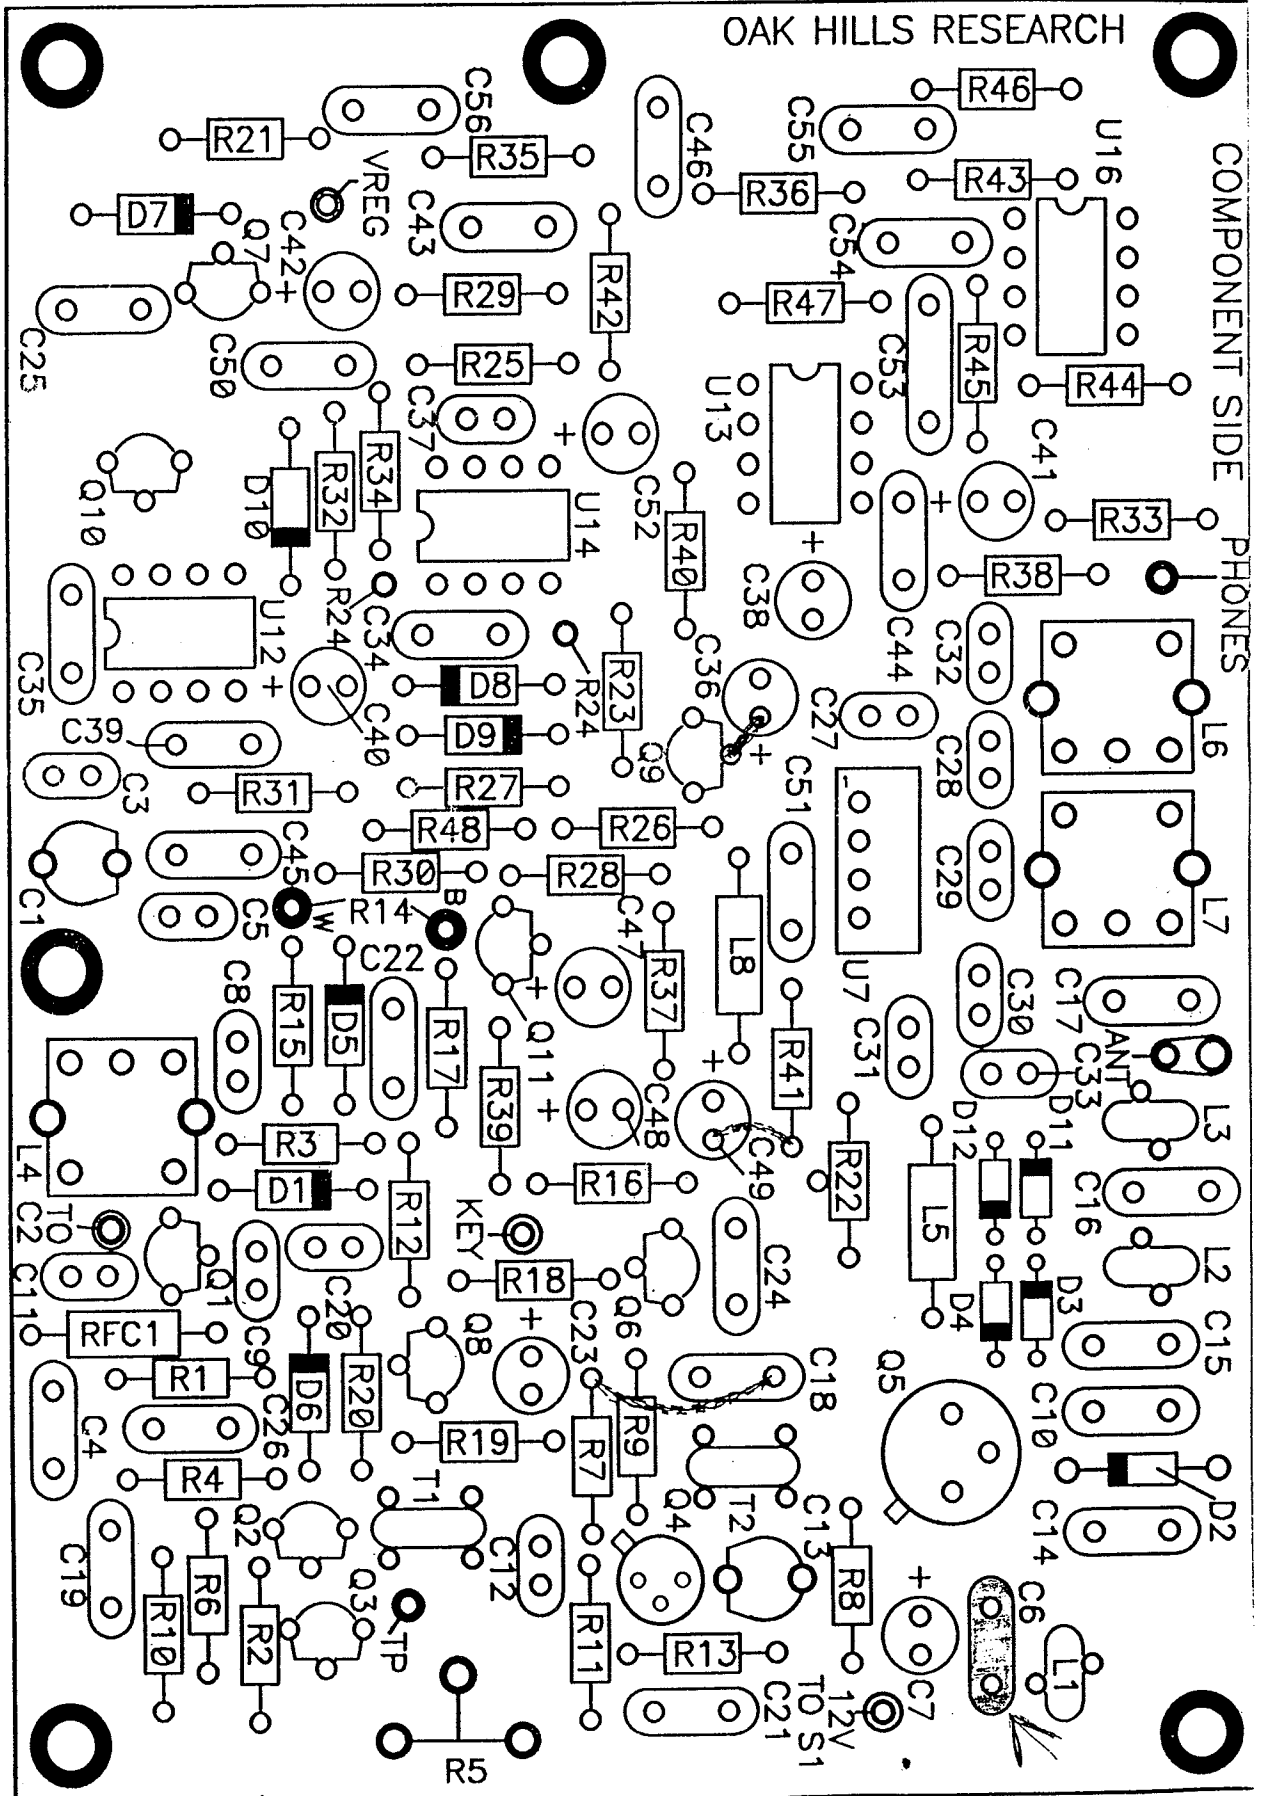 OAK HILLS RESEARCH
COMPONENT SIDE
R46
C56
C46
C55
U16
R21
R35
R43
VREG
R36
D7
C43
C54
Q7
C42
+
R29
R42
R47
C25
C50
R25
C53
R45
R44
C37
+
U13
C41
Q10
D10
R32
R34
U14
C52
R40
+
C38
+
C44
R33
R38
PHONES
R24
C34
C36
C32
U12
C35
+
C40
D8
R24
R23
C27
L6
C39
D9
Q9
+
C28
C3
R31
R27
C51
-
R48
R26
C1
C45
R30
R28
C29
L7
C5
W
R14
B
C47
L8
U7
C22
+
R37
C30
C17
C8
R15
D5
R17
Q11
R41
C31
C33
ANT
R39
+
C48
+
C49
D12
D11
L3
L4
R3
R22
D1
R12
R16
L5
C16
C2
TO
KEY
C24
L2
C11
Q1
C20
R18
+
Q6
D4
D3
C15
RFC1
C9
Q8
C23
C18
Q5
R1
D6
R20
C10
C4
C26
R19
R7
R9
R4
T1
D2
Q2
Q4
T2
C13
C14
C19
R6
C12
R8
+
C6
R10
R2
Q3
TP
R11
R13
L1
C21
12V
TO S1
C7
R5